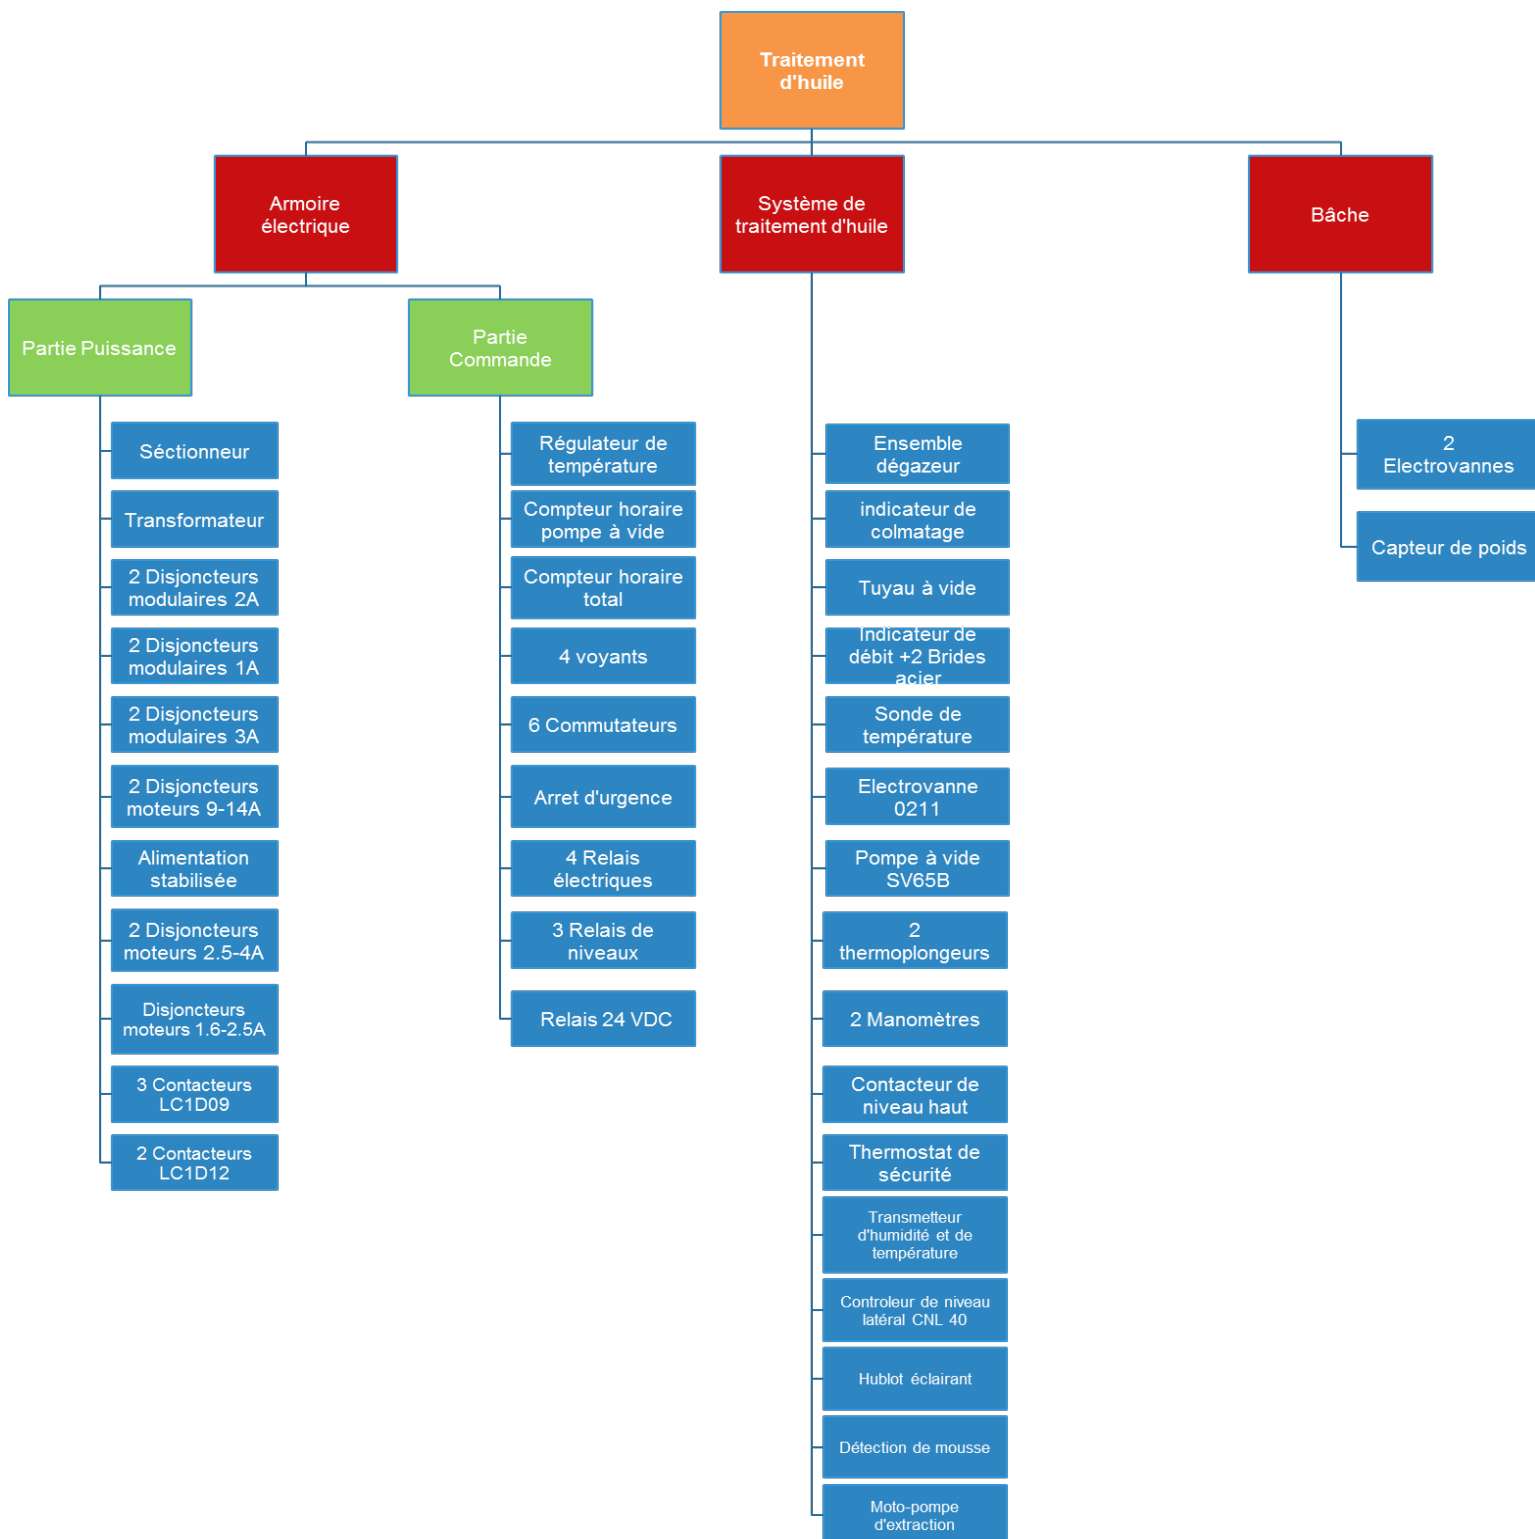 Traitement
d'huile
Armoire
électrique
Système de
traitement d'huile
Bâche
Partie Puissance
Partie
Commande
Séctionneur
Transformateur
2 Disjoncteurs
modulaires 2A
2 Disjoncteurs
modulaires 1A
2 Disjoncteurs
modulaires 3A
2 Disjoncteurs
moteurs 9-14A
Alimentation
stabilisée
2 Disjoncteurs
moteurs 2.5-4A
Disjoncteurs
moteurs 1.6-2.5A
3 Contacteurs
LC1D09
2 Contacteurs
LC1D12
Régulateur de
température
Compteur horaire
pompe à vide
Compteur horaire
total
4 voyants
6 Commutateurs
Arret d'urgence
4 Relais
électriques
3 Relais de
niveaux
Relais 24 VDC
Ensemble
dégazeur
indicateur de
colmatage
Tuyau à vide
Indicateur de
débit +2 Brides
acier
Sonde de
température
Electrovanne
0211
Pompe à vide
SV65B
2
thermoplongeurs
2 Manomètres
Contacteur de
niveau haut
Thermostat de
sécurité
Transmetteur
d'humidité et de
température
Controleur de niveau
latéral CNL 40
Hublot éclairant
Détection de mousse
Moto-pompe
d'extraction
2
Electrovannes
Capteur de poids